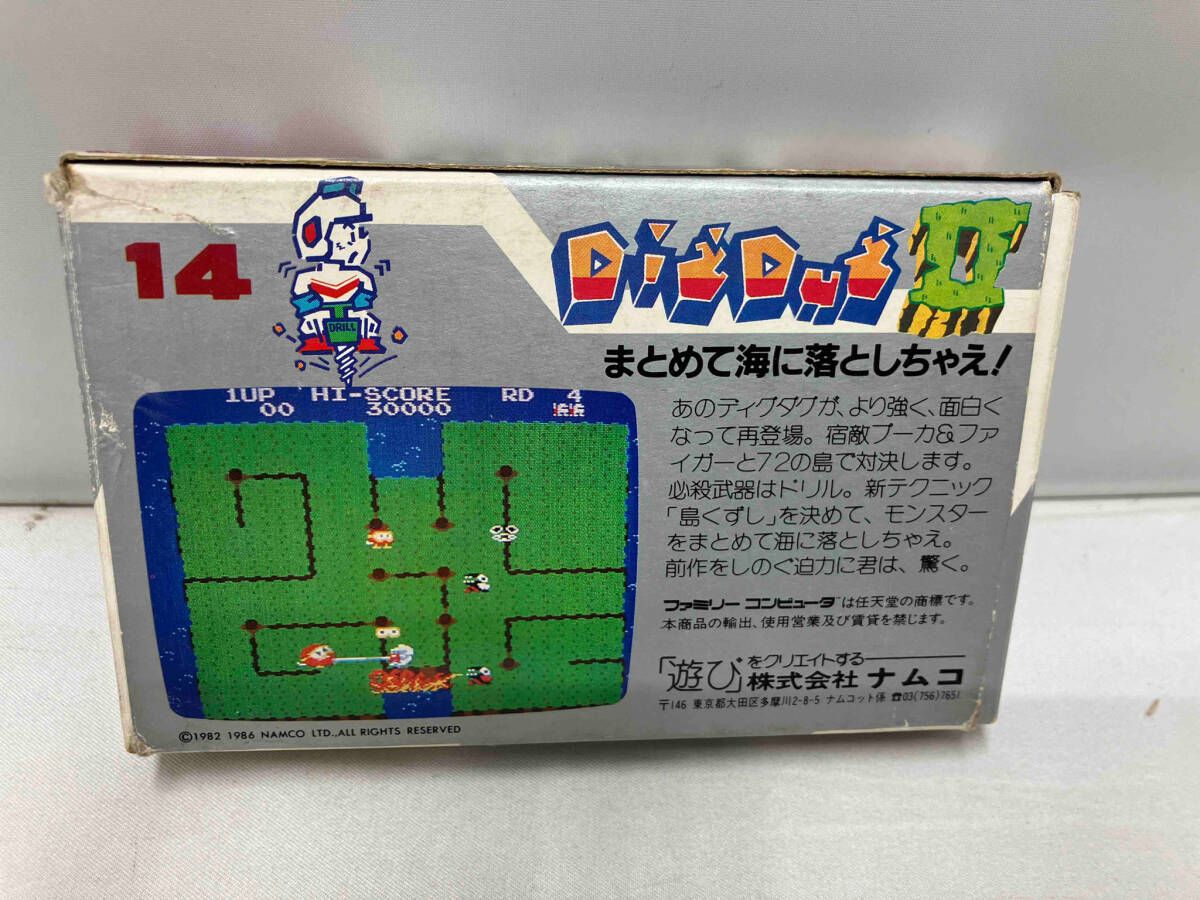 14
DRILL
DIG DUG II
まとめて海に落としちゃえ!
1UP HI-SCORE RD 4
00 30000
あのディグダグが、より強く、面白く
なって再登場。宿敵プーカ&ファ
イガーと72の島で対決します。
必殺武器はドリル。新テクニック
「島くずし」を決めて、モンスター
をまとめて海に落としちゃえ。
前作をしのぐ迫力に君は、驚く。
ファミリー コンピュータ™は任天堂の商標です。
本商品の輸出、使用営業及び賃貸を禁じます。
「遊び」をクリエイトする
株式会社 ナムコ
〒146 東京都大田区多摩川2-8-5 ナムコット係 ☎03(756)7651
©1982 1986 NAMCO LTD.,ALL RIGHTS RESERVED